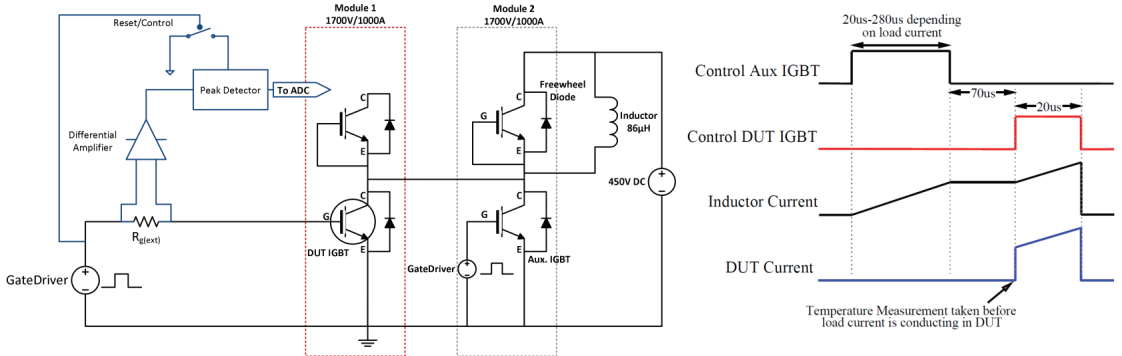 Module 1
1700V/1000A
Module 2
1700V/1000A
Reset/Control
Peak Detector
To ADC
Differential
Amplifier
Rg(ext)
GateDriver
C
E
C
G
E
DUT IGBT
C
G
E
Freewheel
Diode
Inductor
86µH
450V DC
C
G
E
GateDriver
Aux. IGBT
20us-280us depending
on load current
Control Aux IGBT
70us
20us
Control DUT IGBT
Inductor Current
DUT Current
Temperature Measurement taken before
load current is conducting in DUT